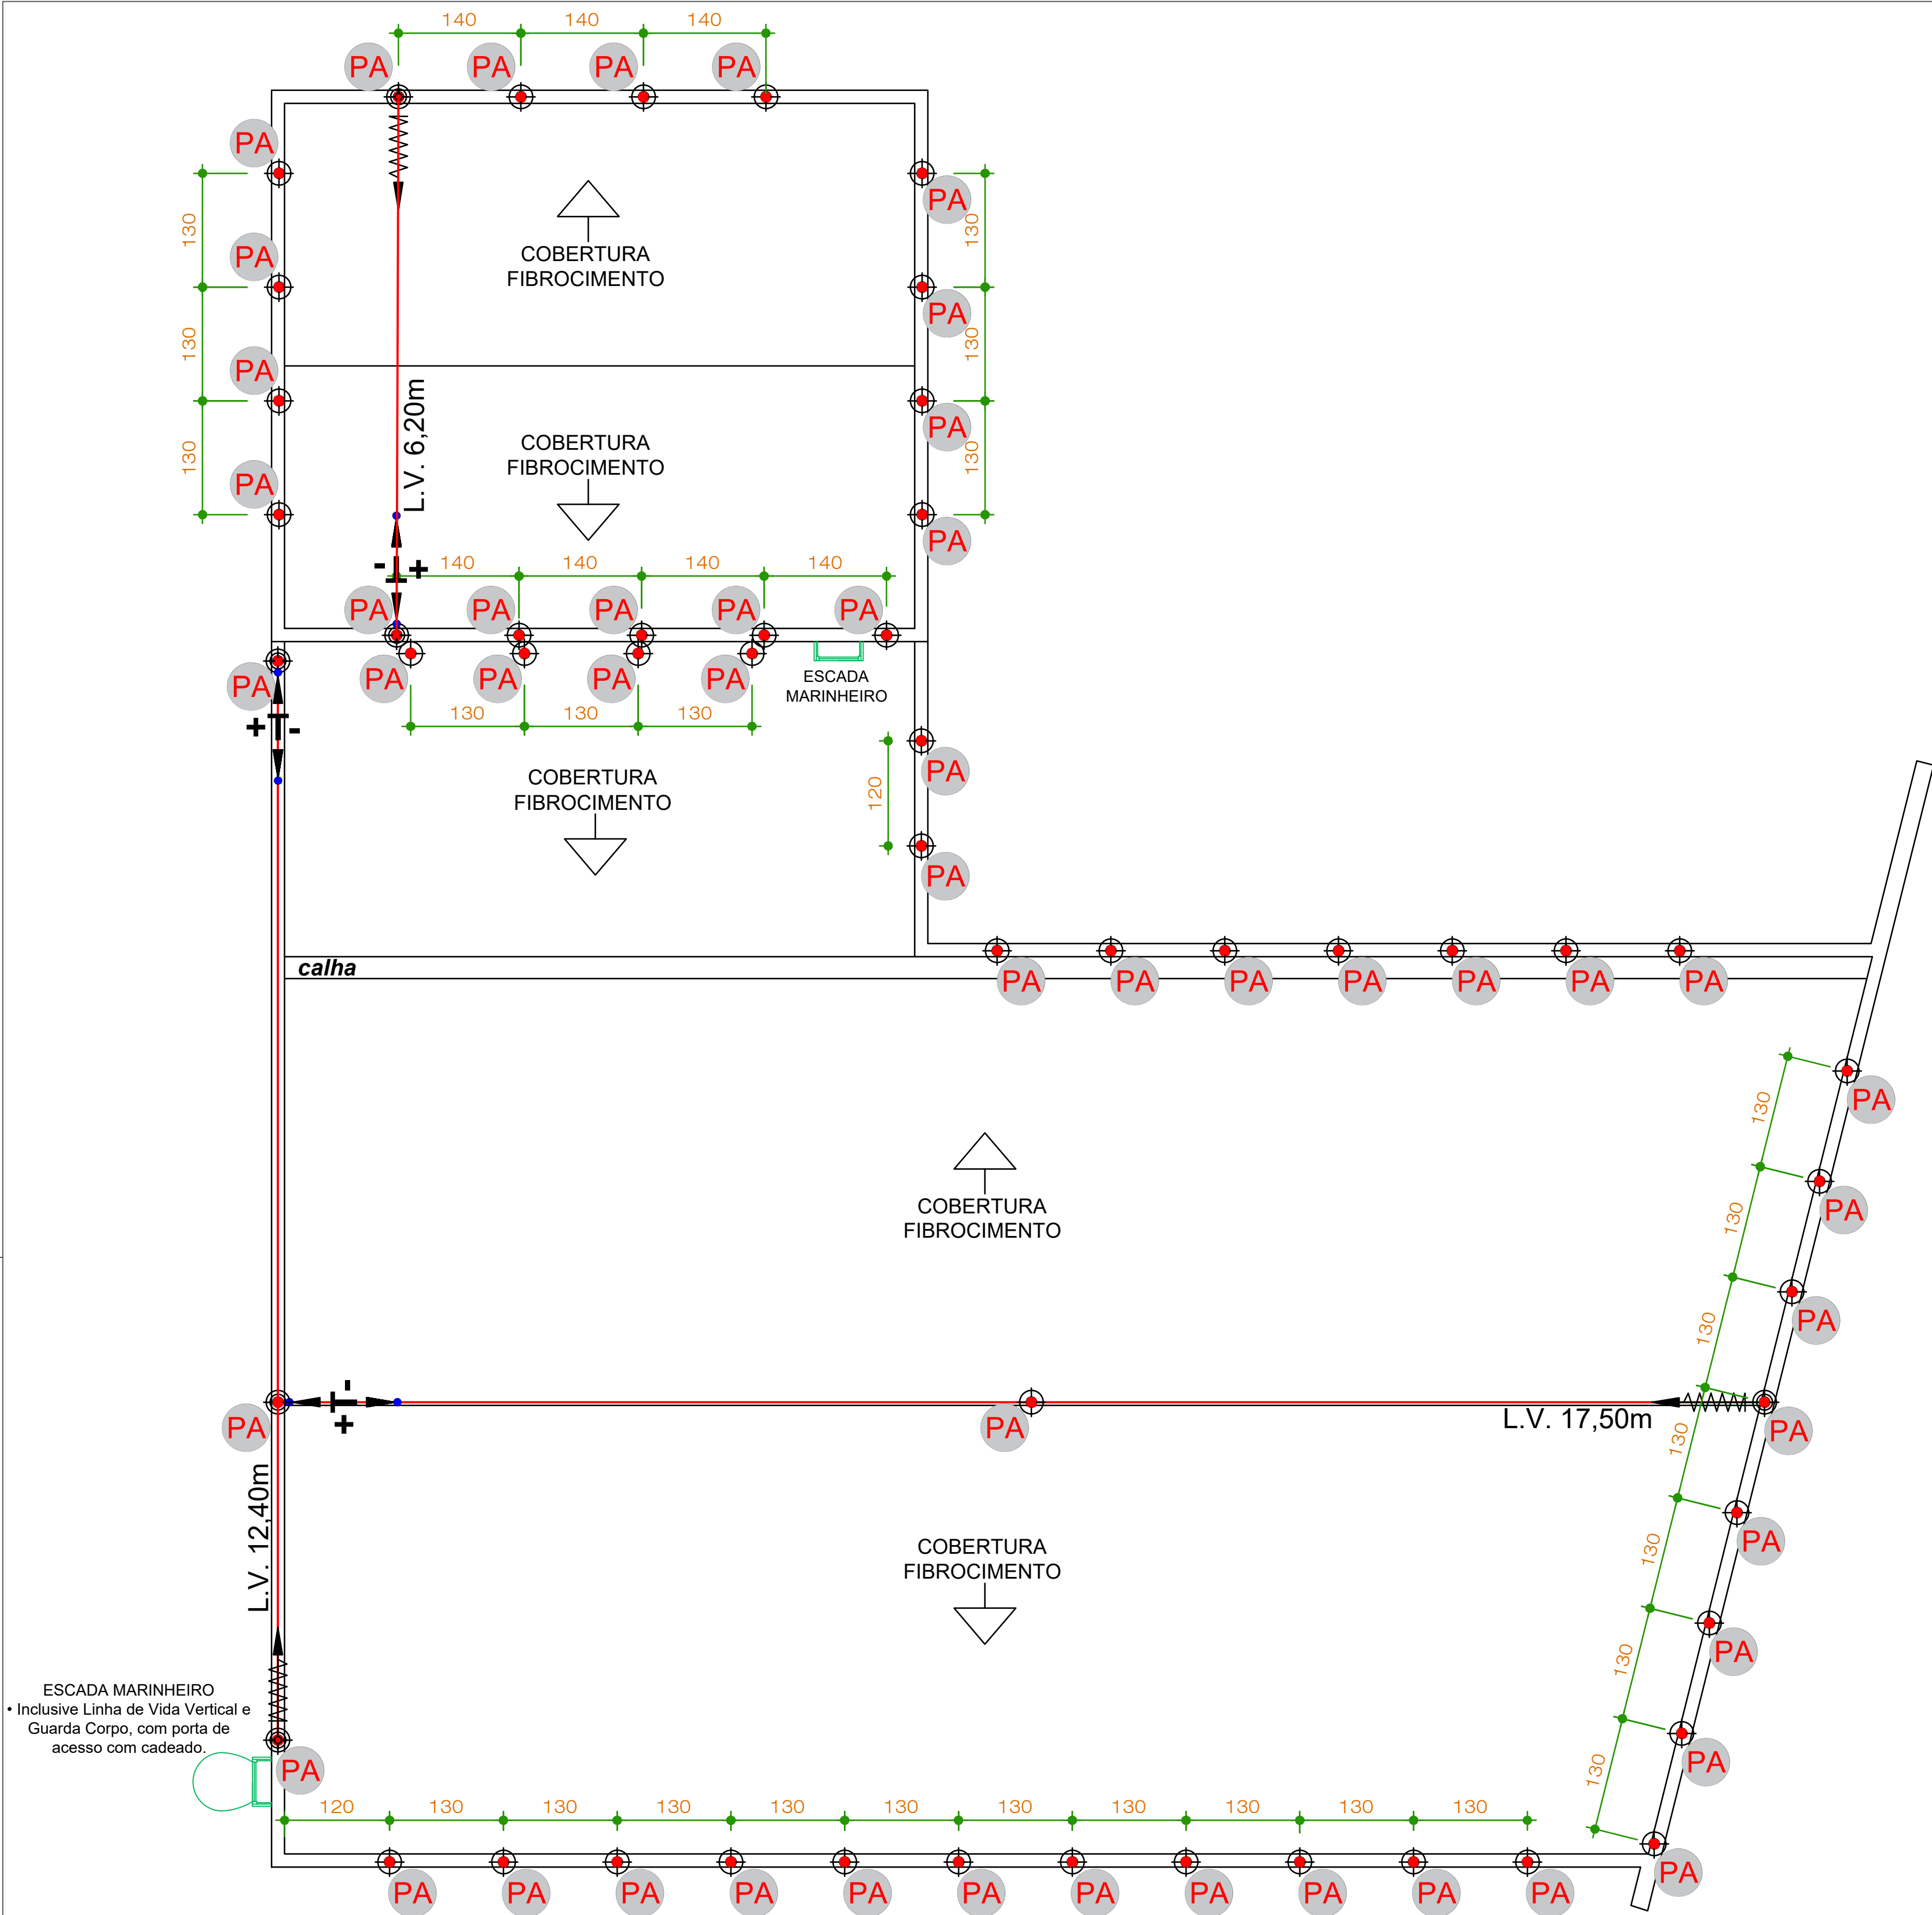 140 140 140
PA PA PA PA
PA
PA
130
130
COBERTURA
FIBROCIMENTO
PA
PA
130
130
PA
PA
L.V. 6,20m
COBERTURA
FIBROCIMENTO
130
130
PA
PA
- +
140 140 140 140
PA PA PA PA PA
PA PA PA PA PA
ESCADA
MARINHEIRO
130 130 130
+ -
PA
COBERTURA
FIBROCIMENTO
120
PA
calha
PA PA PA PA PA PA PA
PA
130
COBERTURA
FIBROCIMENTO
PA
130
PA
130
-
+
PA PA PA
L.V. 17,50m
130
L.V. 12,40m
COBERTURA
FIBROCIMENTO
PA
130
PA
130
ESCADA MARINHEIRO
• Inclusive Linha de Vida Vertical e
Guarda Corpo, com porta de
acesso com cadeado.
PA
PA
130
120 130 130 130 130 130 130 130 130 130 130
PA
PA PA PA PA PA PA PA PA PA PA PA